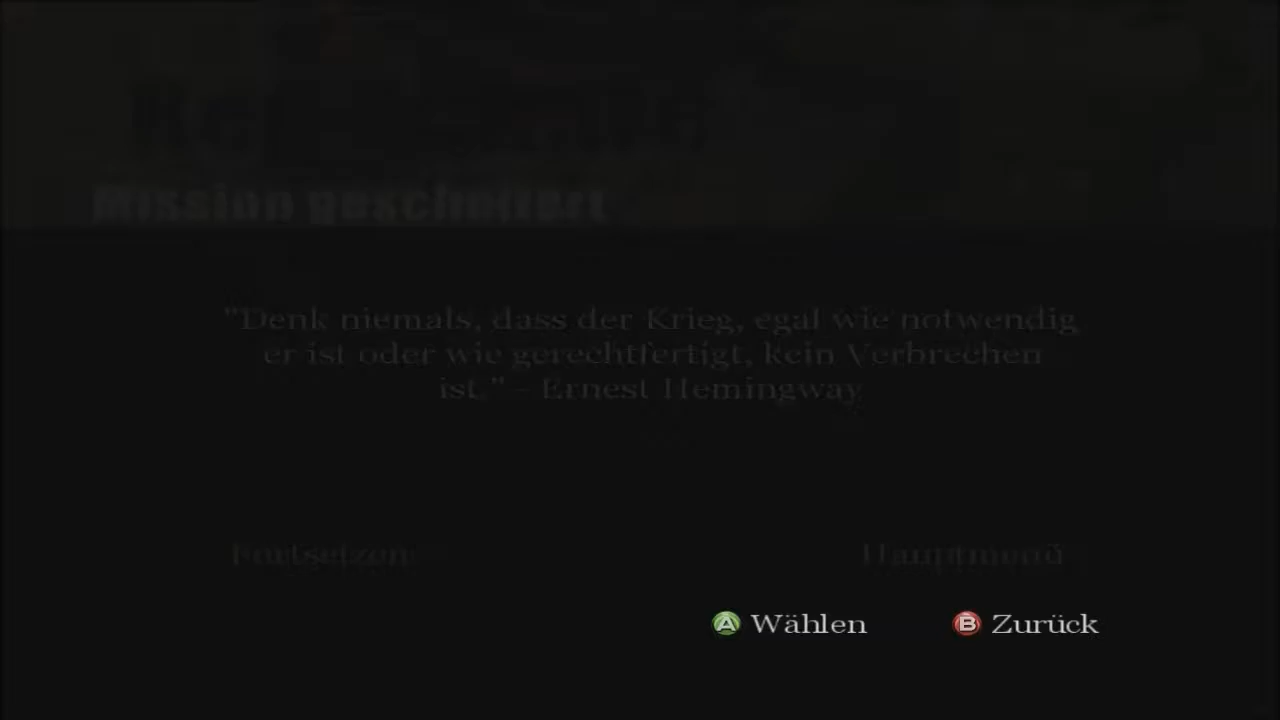 Mission gescheitert
"Denk niemals, dass der Krieg, egal wie notwendig
er ist oder wie gerechtfertigt, kein Verbrechen
ist." - Ernest Hemingway
Fortsetzen
Hauptmenü
A Wählen
B Zurück